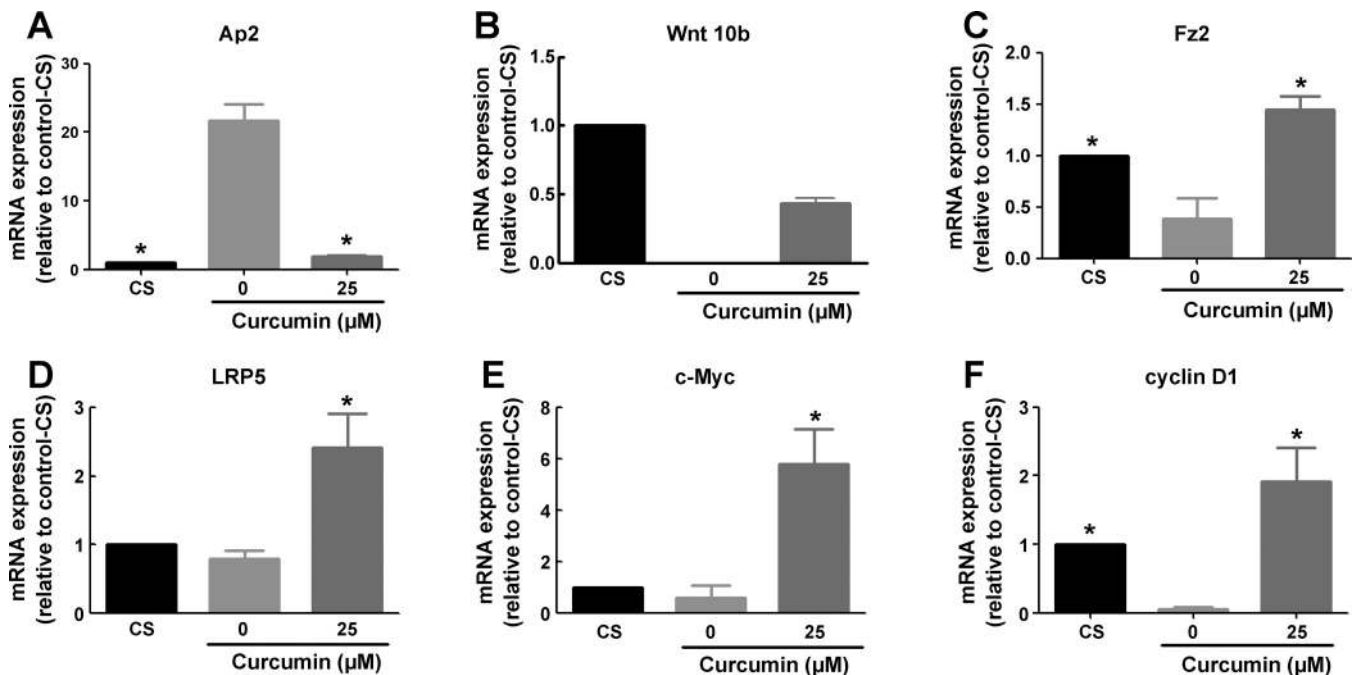 A
Ap2
mRNA expression
(relative to control-CS)
30
20
10
0
*
*
CS
0
25
Curcumin (µM)
B
Wnt 10b
mRNA expression
(relative to control-CS)
1.5
1.0
0.5
0.0
CS
0
25
Curcumin (µM)
C
Fz2
mRNA expression
(relative to control-CS)
2.0
1.5
1.0
0.5
0.0
*
*
CS
0
25
Curcumin (µM)
D
LRP5
mRNA expression
(relative to control-CS)
3
2
1
0
*
CS
0
25
Curcumin (µM)
E
c-Myc
mRNA expression
(relative to control-CS)
8
6
4
2
0
*
CS
0
25
Curcumin (µM)
F
cyclin D1
mRNA expression
(relative to control-CS)
3
2
1
0
*
*
CS
0
25
Curcumin (µM)